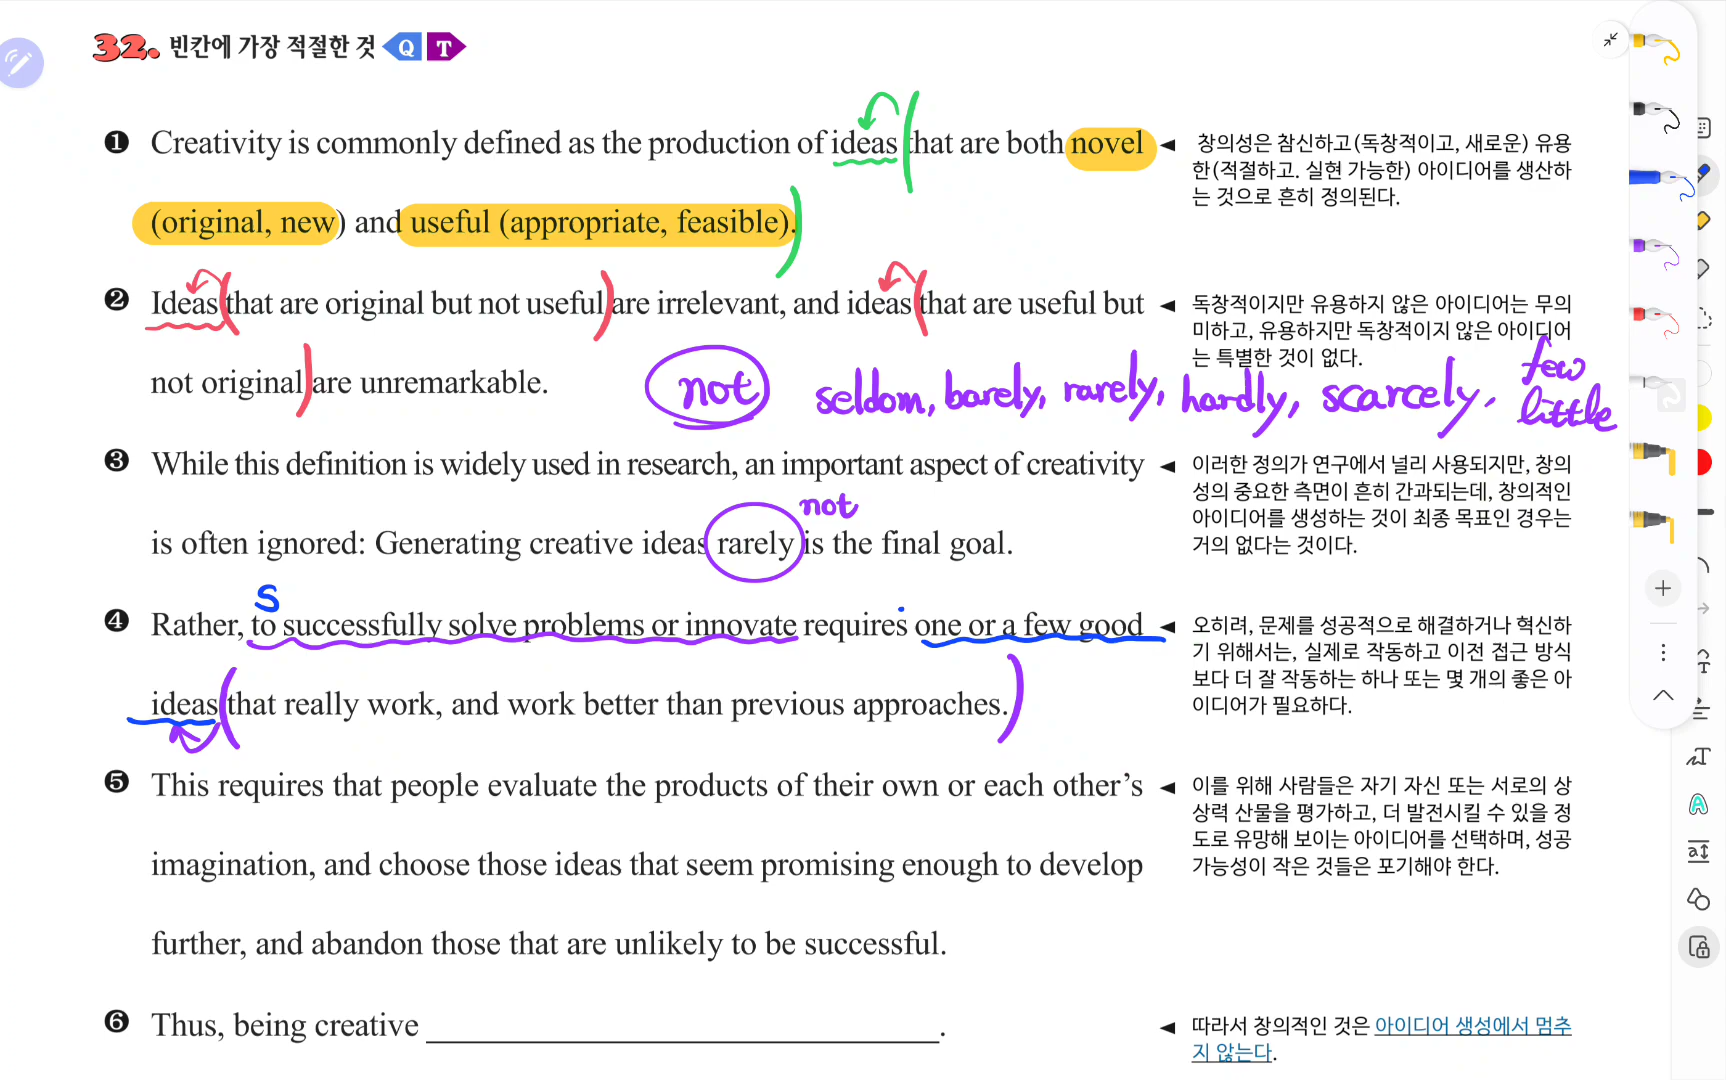 32. 빈칸에 가장 적절한 것 Q T
❶ Creativity is commonly defined as the production of ideas that are both novel
(original, new) and useful (appropriate, feasible).
◄ 창의성은 참신하고(독창적이고, 새로운) 유용
한(적절하고. 실현 가능한) 아이디어를 생산하
는 것으로 흔히 정의된다.
❷ Ideas that are original but not useful are irrelevant, and ideas that are useful but
not original are unremarkable.
◄ 독창적이지만 유용하지 않은 아이디어는 무의
미하고, 유용하지만 독창적이지 않은 아이디어
는 특별한 것이 없다.
not seldom, barely, rarely, hardly, scarcely, few
little
❸ While this definition is widely used in research, an important aspect of creativity
not
is often ignored: Generating creative ideas rarely is the final goal.
◄ 이러한 정의가 연구에서 널리 사용되지만, 창의
성의 중요한 측면이 흔히 간과되는데, 창의적인
아이디어를 생성하는 것이 최종 목표인 경우는
거의 없다는 것이다.
S
❹ Rather, to successfully solve problems or innovate requires one or a few good
ideas that really work, and work better than previous approaches.
◄ 오히려, 문제를 성공적으로 해결하거나 혁신하
기 위해서는, 실제로 작동하고 이전 접근 방식
보다 더 잘 작동하는 하나 또는 몇 개의 좋은 아
이디어가 필요하다.
❺ This requires that people evaluate the products of their own or each other’s
imagination, and choose those ideas that seem promising enough to develop
further, and abandon those that are unlikely to be successful.
◄ 이를 위해 사람들은 자기 자신 또는 서로의 상
상력 산물을 평가하고, 더 발전시킬 수 있을 정
도로 유망해 보이는 아이디어를 선택하며, 성공
가능성이 작은 것들은 포기해야 한다.
❻ Thus, being creative ______________________________.
◄ 따라서 창의적인 것은 아이디어 생성에서 멈추
지 않는다.